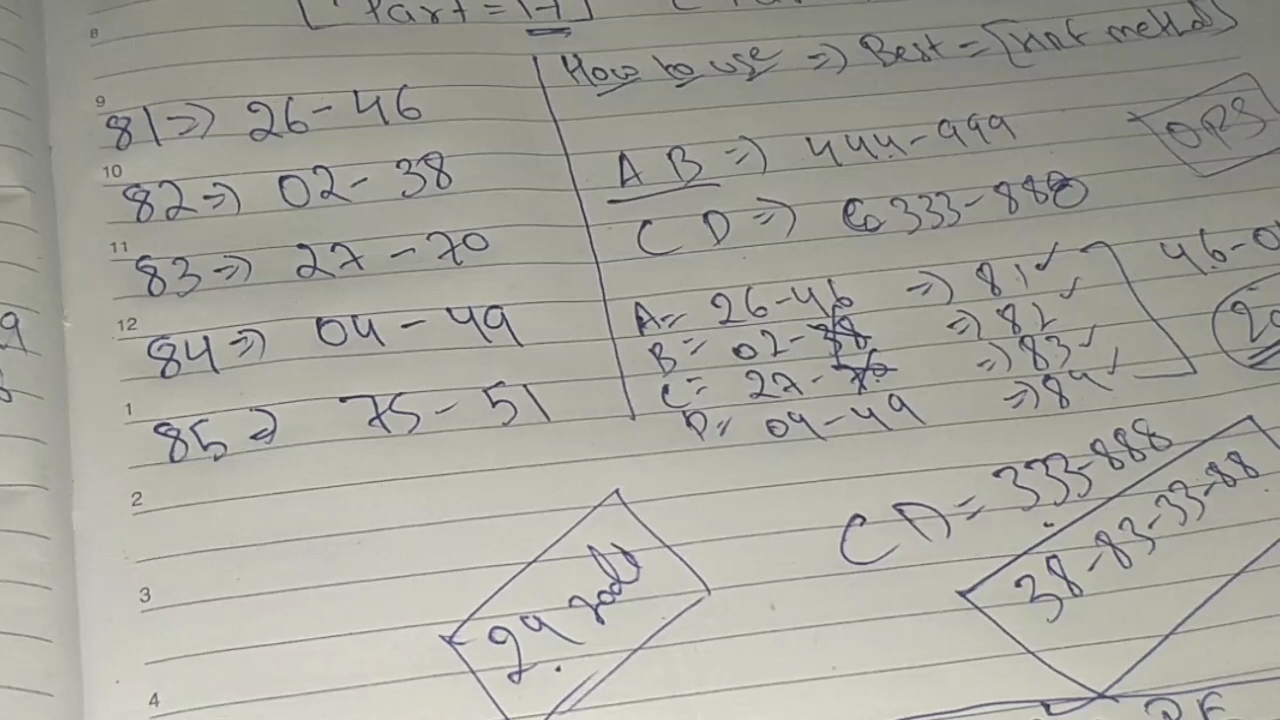 [ Part = 17 ]
How to use => Best = [ method]
8
9
81 => 26-46
10
82 => 02-38
11
83 => 27-70
12
84 => 04-49
1
85 => 75-51
2
3
4
AB => 444-999
OPS
CD => 333-888
A= 26-46 => 81 ✓
B= 02-38 => 82 ✓
C= 27-70 => 83 ✓
D= 04-49 => 84 ✓
46-0
CD = 333-888
38-83-33-88